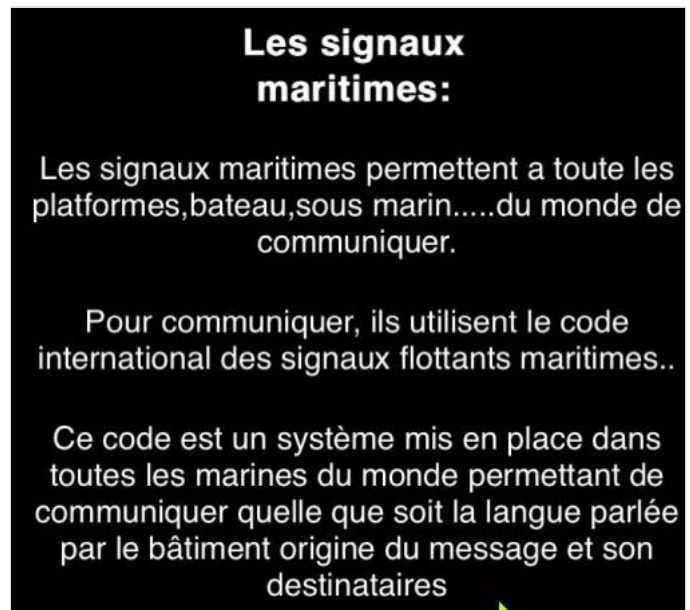 Les signaux
maritimes:
Les signaux maritimes permettent a toute les
platformes,bateau,sous marin.....du monde de
communiquer.
Pour communiquer, ils utilisent le code
international des signaux flottants maritimes..
Ce code est un système mis en place dans
toutes les marines du monde permettant de
communiquer quelle que soit la langue parlée
par le bâtiment origine du message et son
destinataires